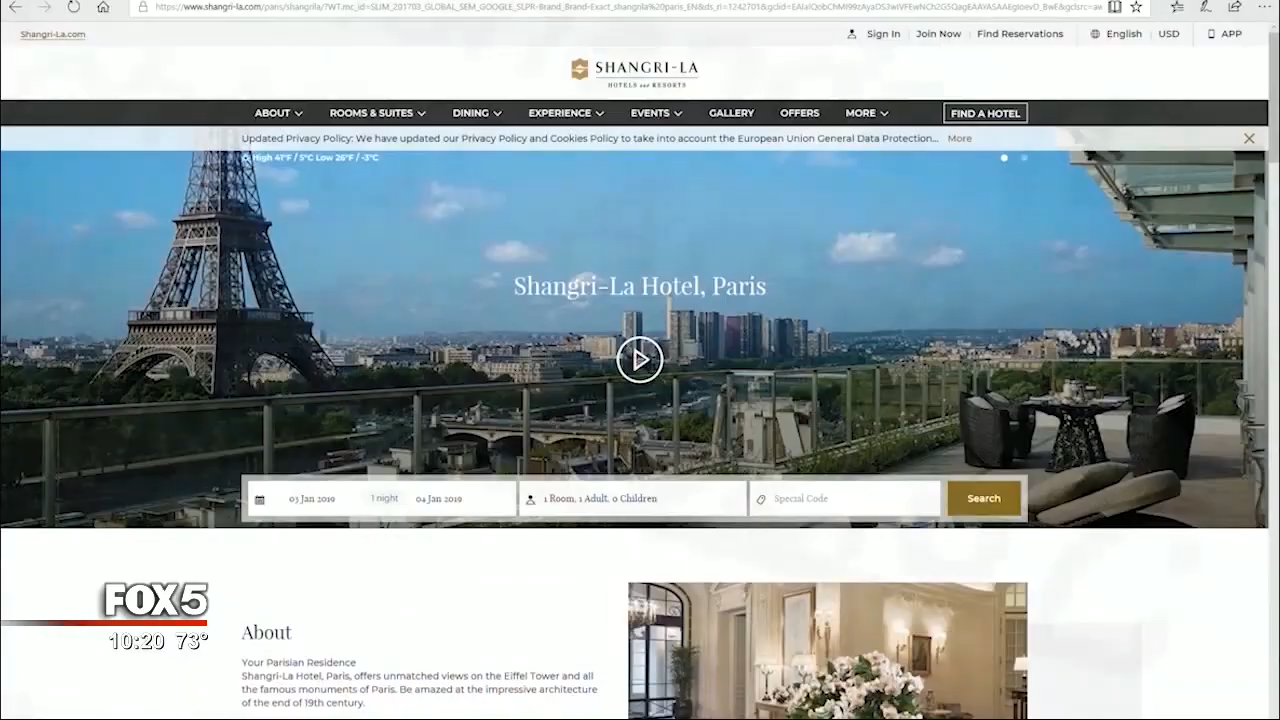 Shangri-La.com
Sign In Join Now Find Reservations English USD APP
SHANGRI-LA
HOTELS and RESORTS
ABOUT ROOMS & SUITES DINING EXPERIENCE EVENTS GALLERY OFFERS MORE FIND A HOTEL
Updated Privacy Policy: We have updated our Privacy Policy and Cookies Policy to take into account the European Union General Data Protection... More
High 41°F / 5°C Low 26°F / -3°C
Shangri-La Hotel, Paris
03 Jan 2019 1 night 04 Jan 2019 1 Room, 1 Adult, 0 Children Special Code Search
FOX 5
10:20 73°
About
Your Parisian Residence
Shangri-La Hotel, Paris, offers unmatched views on the Eiffel Tower and all
the famous monuments of Paris. Be amazed at the impressive architecture
of the end of 19th century.